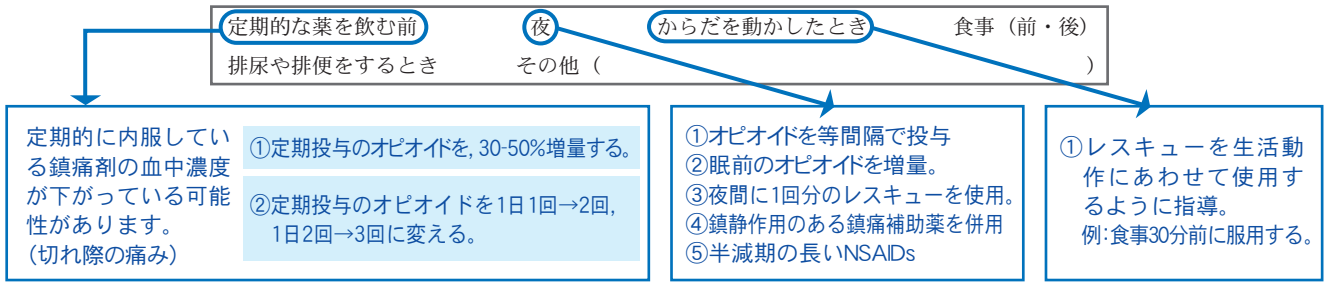 定期的な薬を飲む前　夜　からだを動かしたとき　食事（前・後）
排尿や排便をするとき　その他（　）
定期的に内服してい
る鎮痛剤の血中濃度
が下がっている可能
性があります。
（切れ際の痛み）
①定期投与のオピオイドを，30-50%増量する。
②定期投与のオピオイドを1日1回→2回，
1日2回→3回に変える。
①オピオイドを等間隔で投与
②眠前のオピオイドを増量。
③夜間に1回分のレスキューを使用。
④鎮静作用のある鎮痛補助薬を併用
⑤半減期の長いNSAIDs
①レスキューを生活動
作にあわせて使用す
るように指導。
例：食事30分前に服用する。